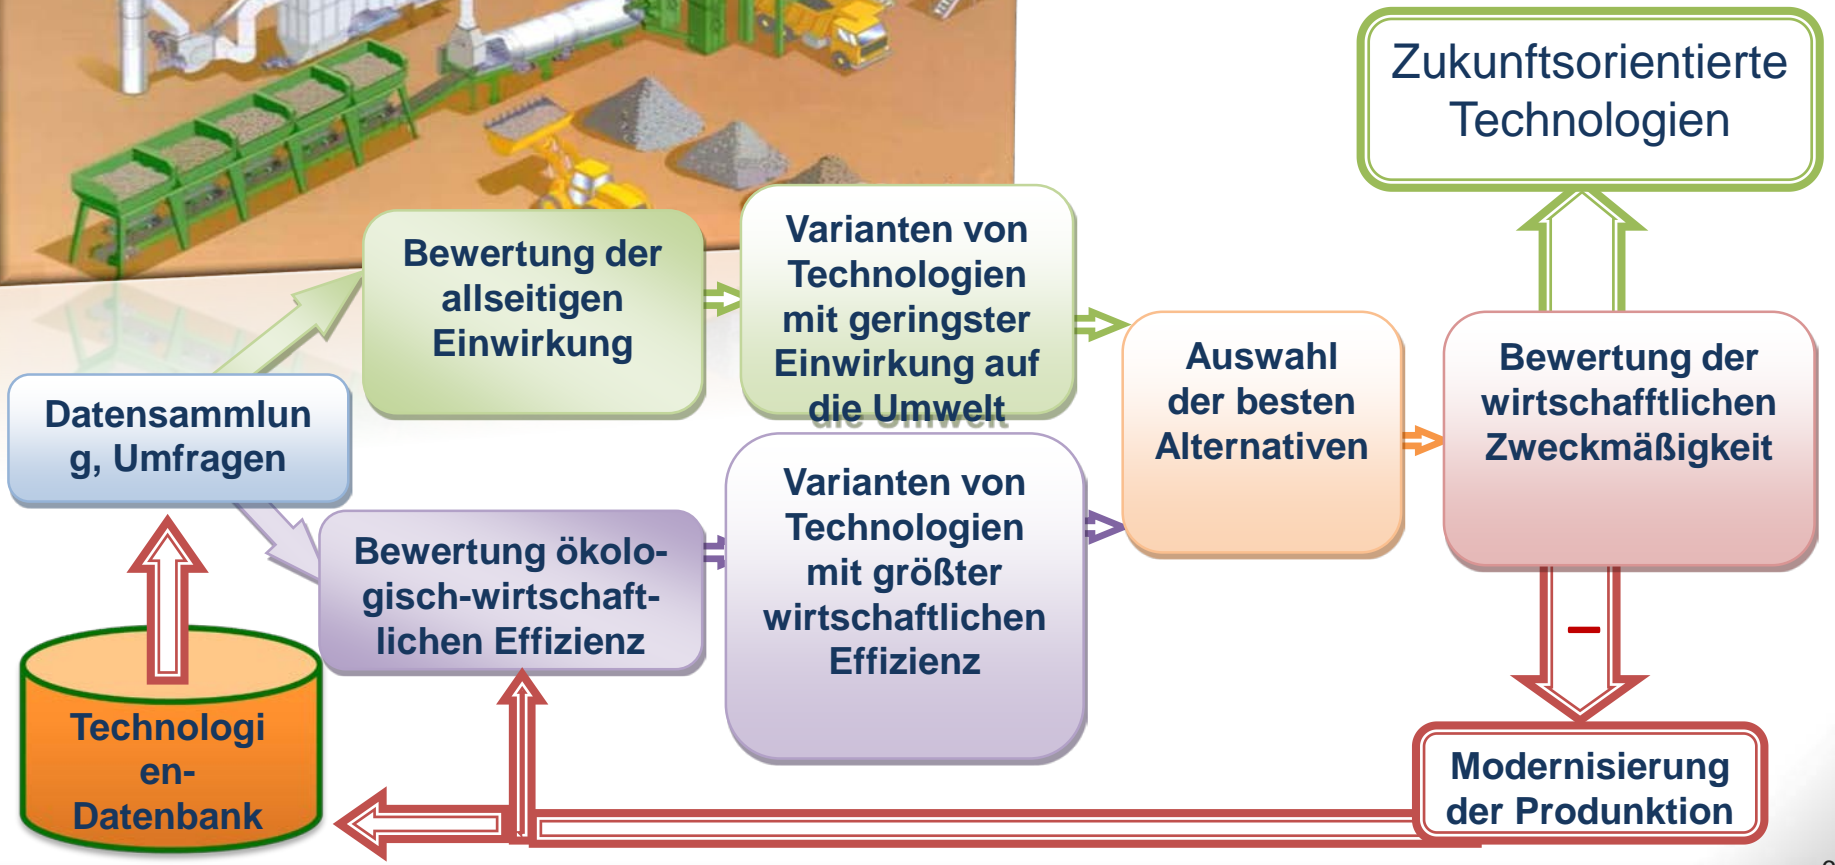 Zukunftsorientierte
Technologien
Bewertung der
allseitigen
Einwirkung
Varianten von
Technologien
mit geringster
Einwirkung auf
die Umwelt
Auswahl
der besten
Alternativen
Bewertung der
wirtschafftlichen
Zweckmäßigkeit
Datensammlun
g, Umfragen
Bewertung ökolo-
gisch-wirtschaft-
lichen Effizienz
Varianten von
Technologien
mit größter
wirtschaftlichen
Effizienz
–
Technologi
en-
Datenbank
Modernisierung
der Produnktion